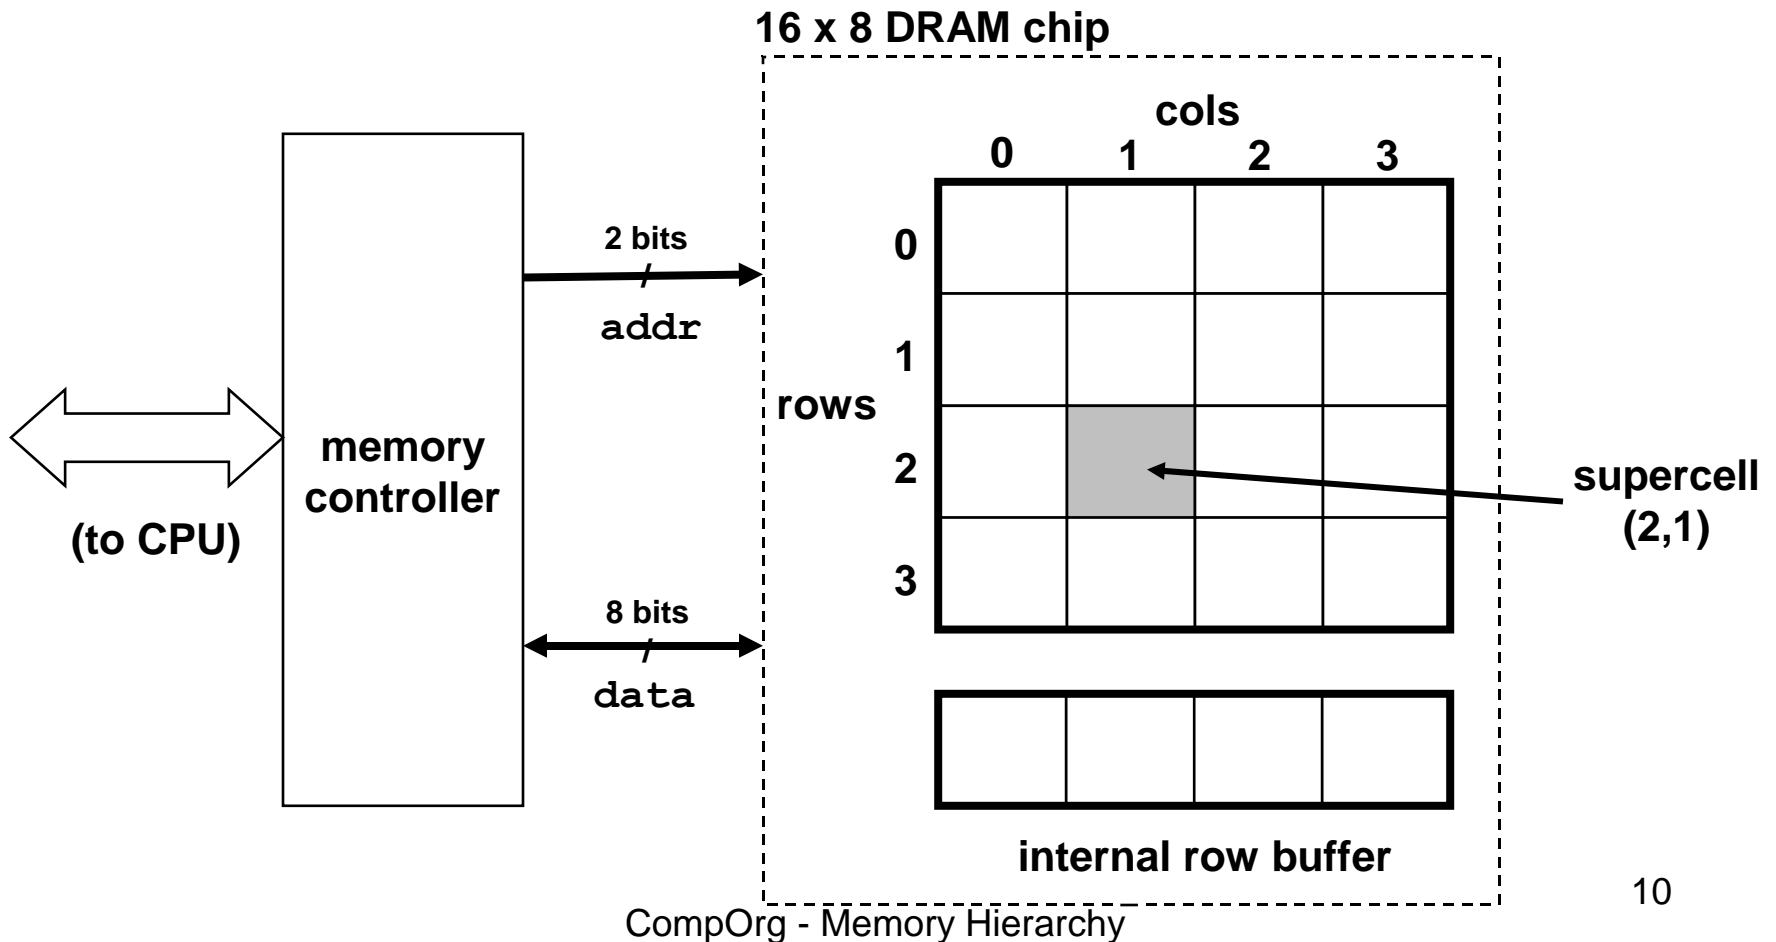 16 x 8 DRAM chip
cols
0 1 2 3
2 bits
addr
0
1
rows
2
3
memory
controller
(to CPU)
supercell
(2,1)
8 bits
data
internal row buffer
10
CompOrg - Memory Hierarchy